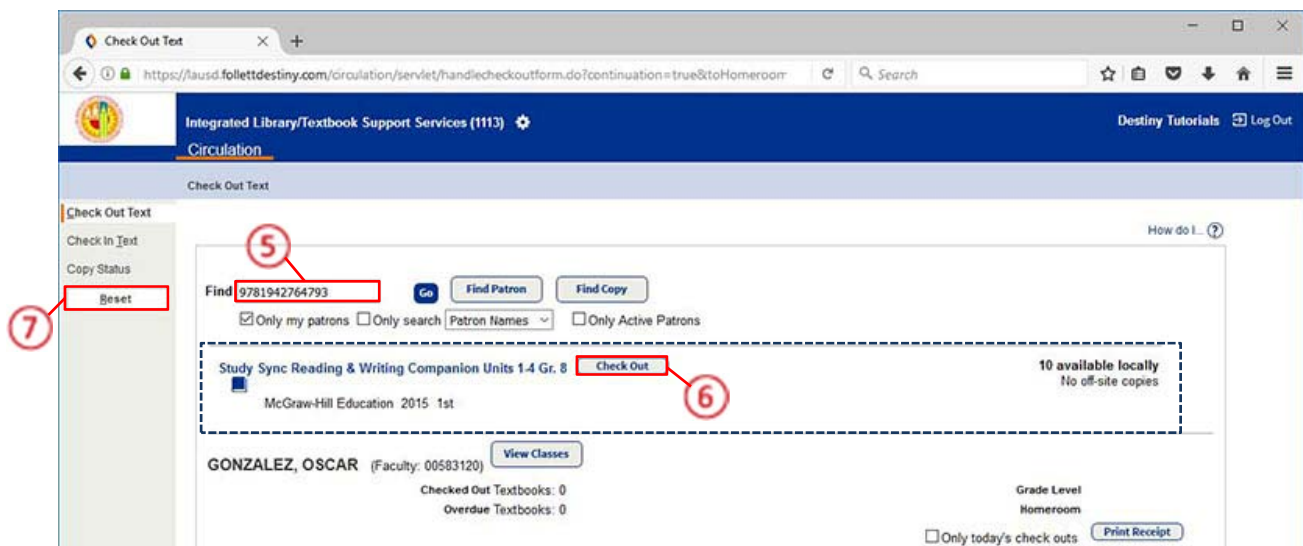 Check Out Text
https://lausd.follettdestiny.com/circulation/servlet/handlecheckoutform.do?continuation=true&toHomeroom
Search
Integrated Library/Textbook Support Services (1113)
Destiny Tutorials Log Out
Circulation
Check Out Text
Check Out Text
How do I...
Check In Text
5
Copy Status
Find 9781942764793 Go Find Patron Find Copy
Reset
7
Only my patrons Only search Patron Names Only Active Patrons
Study Sync Reading & Writing Companion Units 1-4 Gr. 8 Check Out
10 available locally
No off-site copies
6
McGraw-Hill Education 2015 1st
GONZALEZ, OSCAR (Faculty: 00583120) View Classes
Checked Out Textbooks: 0 Grade Level
Overdue Textbooks: 0 Homeroom
Only today's check outs Print Receipt